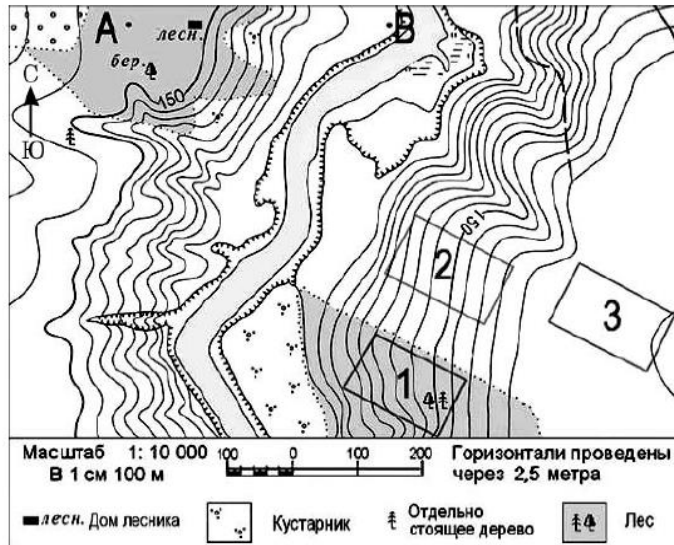 А лесн. В
бер.
С
150
Ю
150
2
3
1
Масштаб 1: 10 000
В 1 см 100 м
100 0 100 200
Горизонтали проведены
через 2,5 метра
лесн. Дом лесника
Кустарник
Отдельно
стоящее дерево
Лес